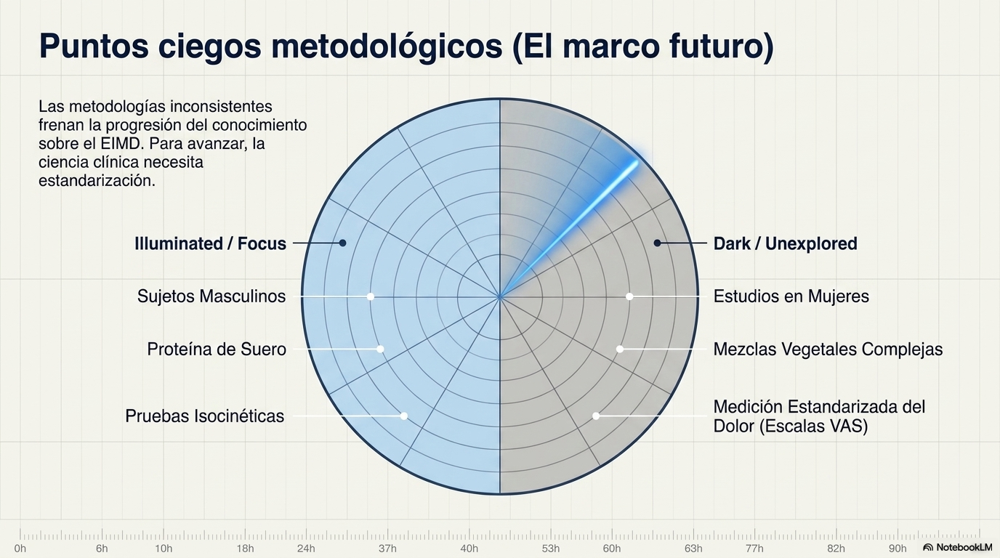 Puntos ciegos metodológicos (El marco futuro)
Las metodologías inconsistentes
frenan la progresión del conocimiento
sobre el EIMD. Para avanzar, la
ciencia clínica necesita
estandarización.
Illuminated / Focus
Dark / Unexplored
Sujetos Masculinos
Estudios en Mujeres
Proteína de Suero
Mezclas Vegetales Complejas
Pruebas Isocinéticas
Medición Estandarizada del
Dolor (Escalas VAS)
0h 6h 10h 18h 24h 37h 40h 53h 60h 63h 77h 82h 90h
NotebookLM